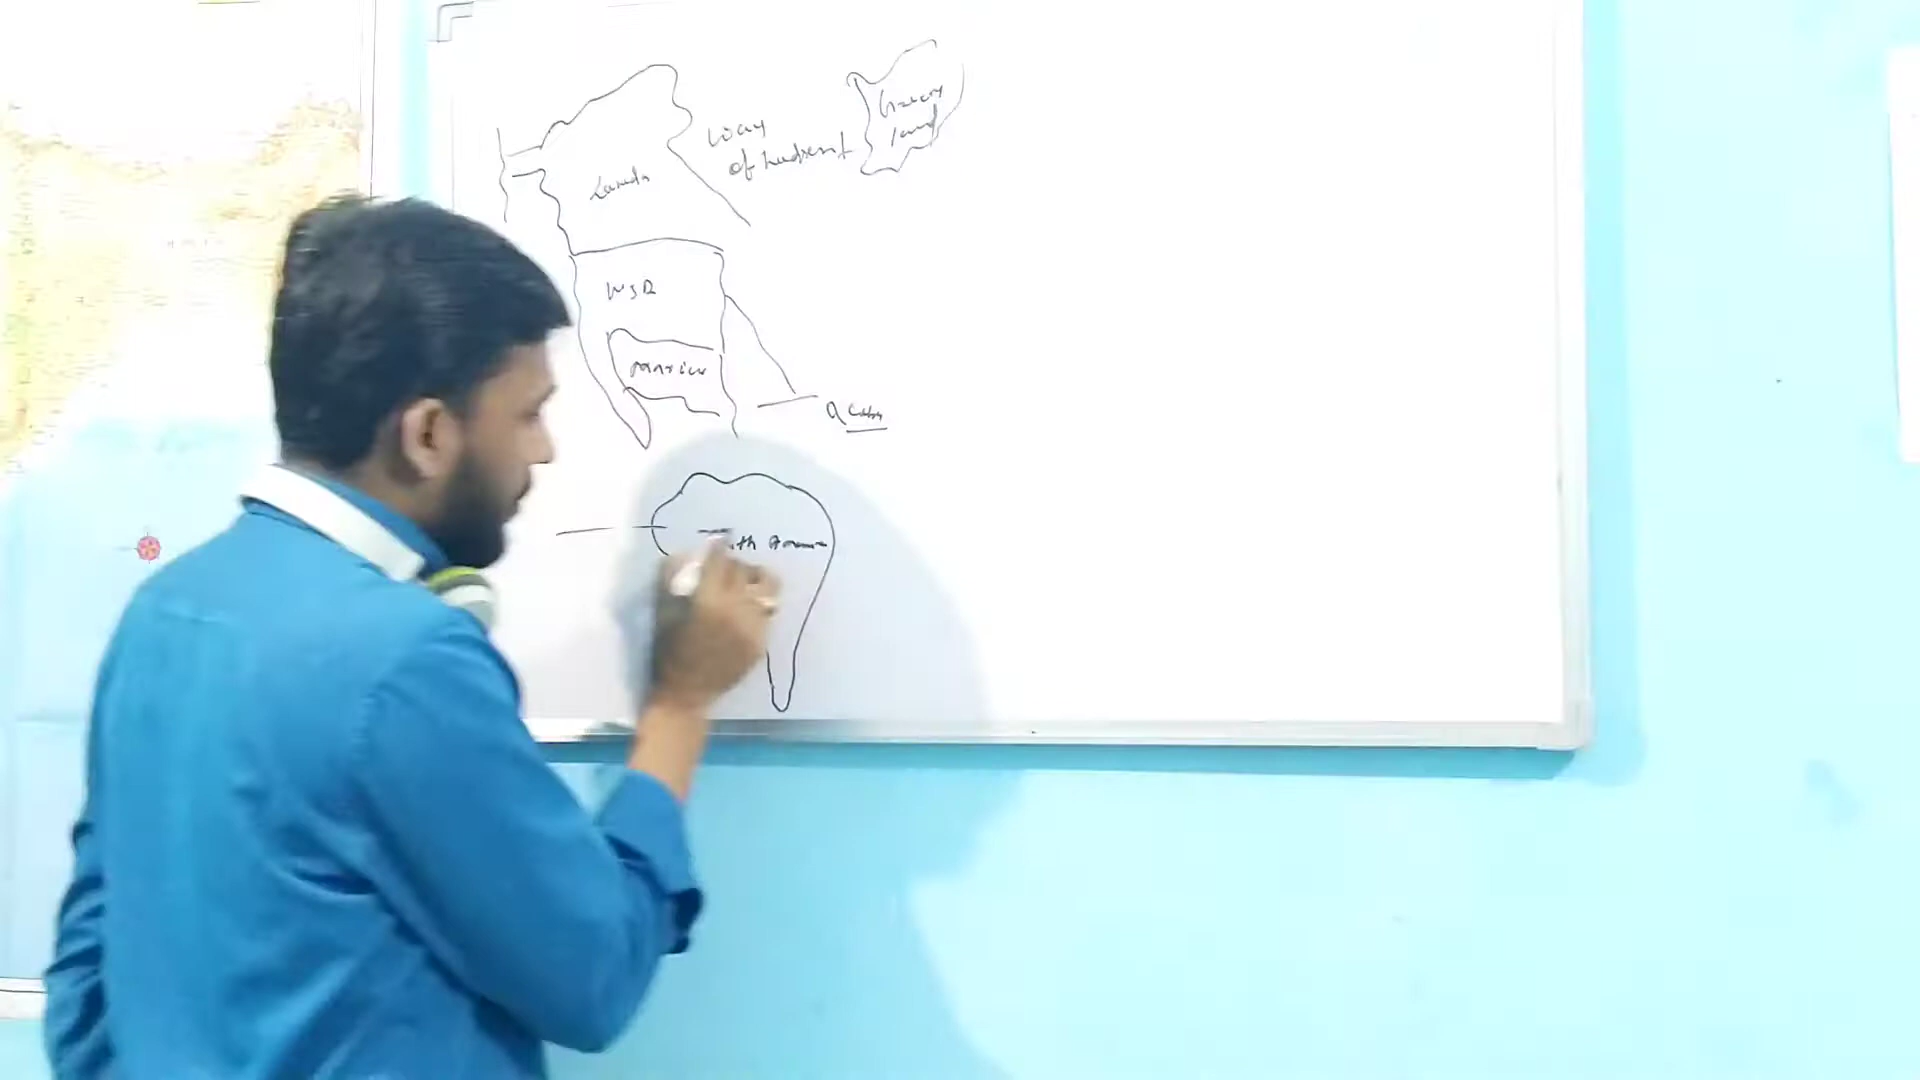 Green
land
way
of hudson
Canada
USA
Mexico
Cuba
South America